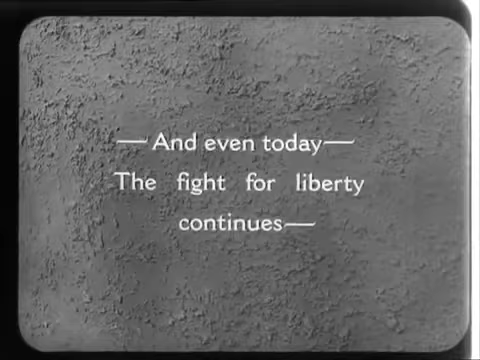 —And even today—
The fight for liberty
continues—